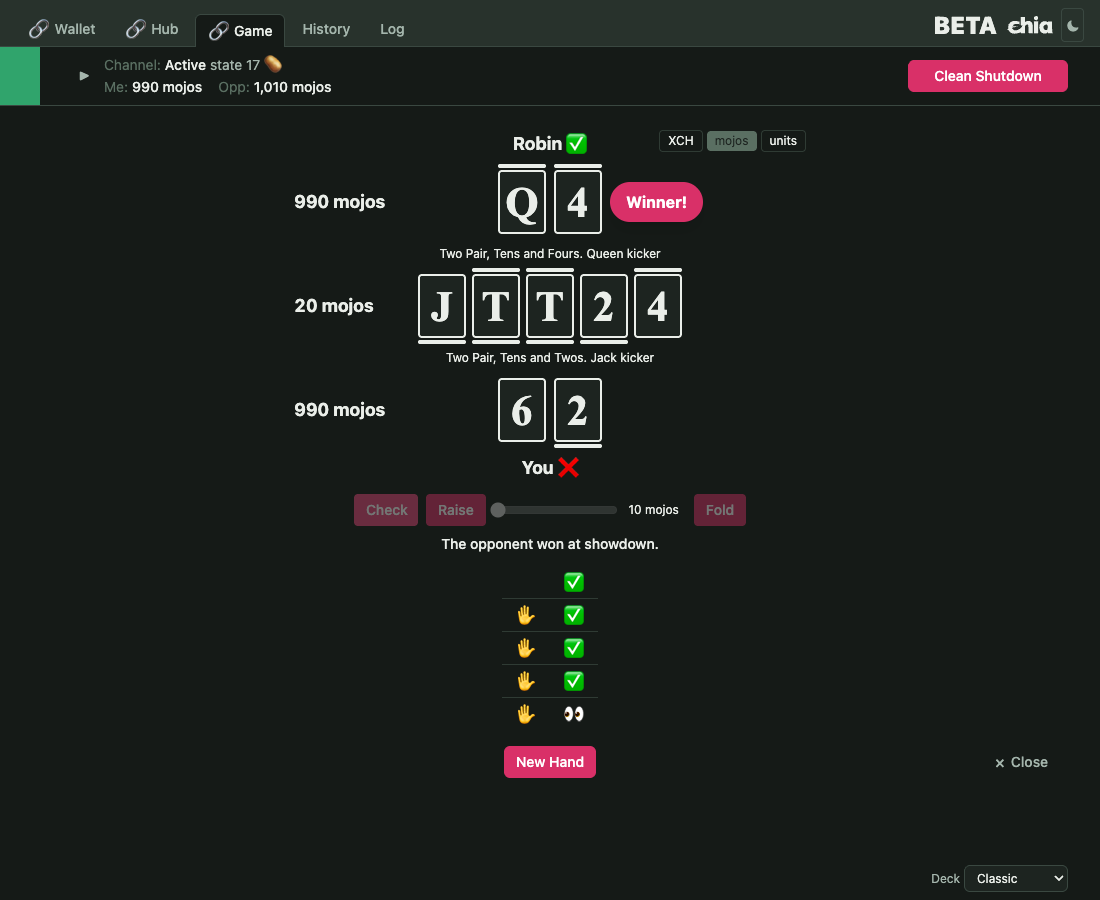 Wallet Hub Game History Log BETA chia
Channel: Active state 17
Me: 990 mojos Opp: 1,010 mojos
Clean Shutdown
Robin
XCH mojos units
990 mojos
Q 4
Winner!
Two Pair, Tens and Fours. Queen kicker
20 mojos
J T T 2 4
Two Pair, Tens and Twos. Jack kicker
990 mojos
6 2
You
Check Raise 10 mojos Fold
The opponent won at showdown.
New Hand
× Close
Deck Classic